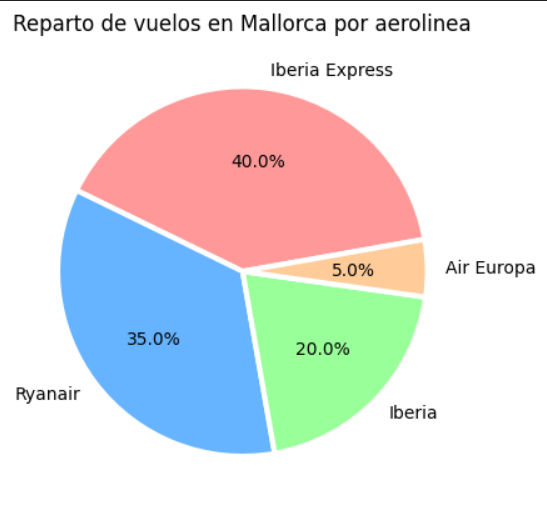 Reparto de vuelos en Mallorca por aerolinea
Iberia Express
40.0%
Air Europa
5.0%
35.0%
20.0%
Ryanair
Iberia